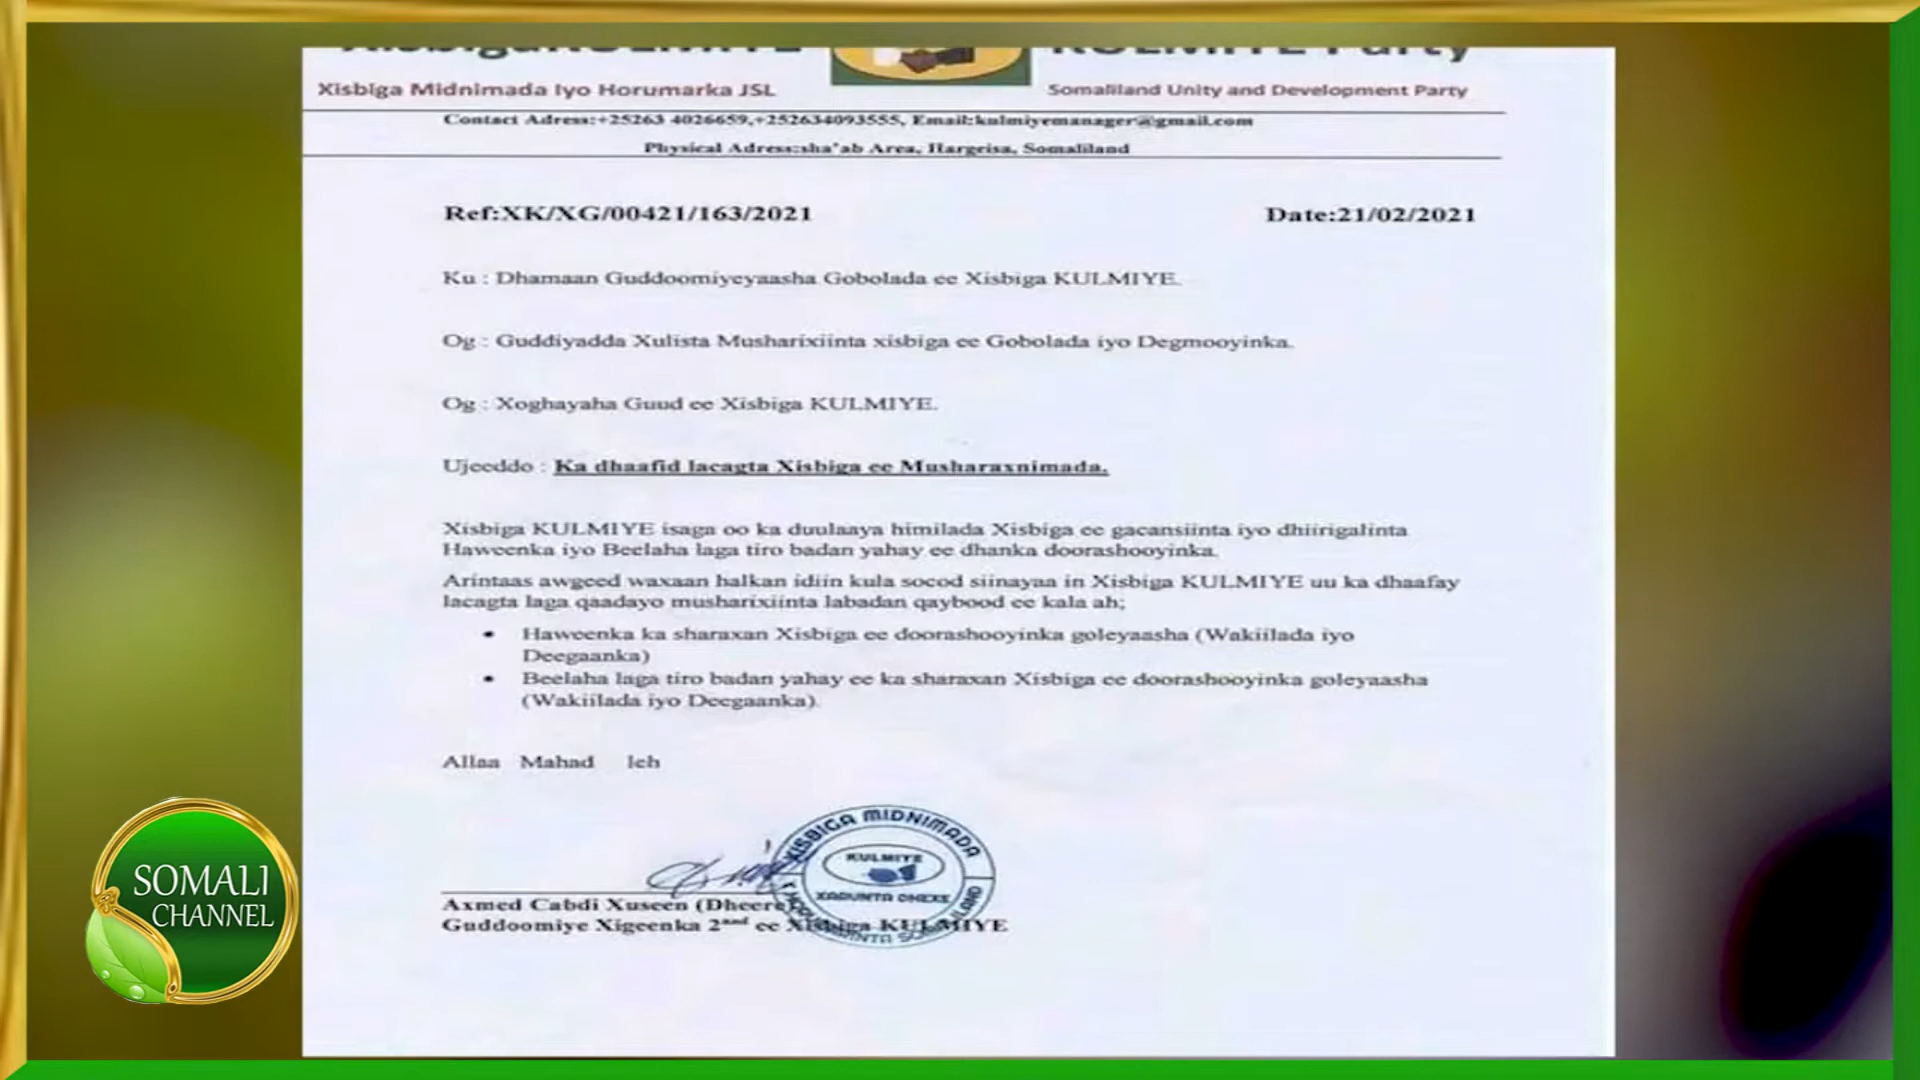 XisbigaKULMIYE
KULMIYE Party
Xisbiga Midnimada Iyo Horumarka JSL
Somaliland Unity and Development Party
Contact Adress:+25263 4026659,+252634093555, Email:kulmiyemanager@gmail.com
Physical Adress:sha'ab Area, Hargeisa, Somaliland
Ref:XK/XG/00421/163/2021
Date:21/02/2021
Ku : Dhamaan Guddoomiyeyaasha Gobolada ee Xisbiga KULMIYE.
Og : Guddiyadda Xulista Musharixiinta xisbiga ee Gobolada iyo Degmooyinka.
Og : Xoghayaha Guud ee Xisbiga KULMIYE.
Ujeeddo : Ka dhaafid lacagta Xisbiga ee Musharaxnimada.
Xisbiga KULMIYE isaga oo ka duulaaya himilada Xisbiga ee gacansiinta iyo dhiirigalinta
Haweenka iyo Beelaha laga tiro badan yahay ee dhanka doorashooyinka.
Arintaas awgeed waxaan halkan idiin kula socod siinayaa in Xisbiga KULMIYE uu ka dhaafay
lacagta laga qaadayo musharixiinta labadan qaybood ee kala ah;
• Haweenka ka sharaxan Xisbiga ee doorashooyinka goleyaasha (Wakiilada iyo
Deegaanka)
• Beelaha laga tiro badan yahay ee ka sharaxan Xisbiga ee doorashooyinka goleyaasha
(Wakiilada iyo Deegaanka).
Allaa Mahad leh
XISBIGA MIDNIMADA
KULMIYE
XARUNTA DHEXE
Axmed Cabdi Xuseen (Dheere)
Guddoomiye Xigeenka 2aad ee Xisbiga KULMIYE
SOMALI
CHANNEL